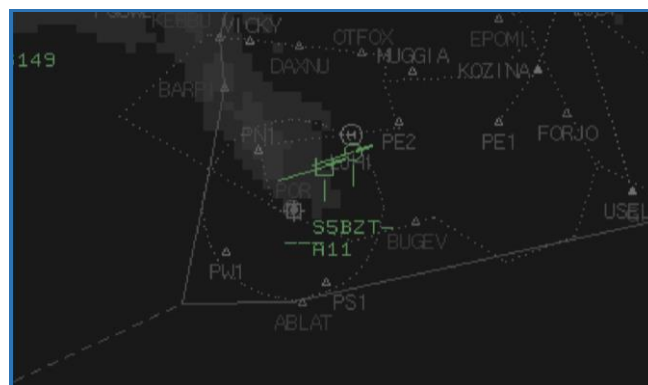 VICKY
OTFOX
EPOMI
149
DAXNU
MUGGIA
KOZINA
BARPI
PN1
PE2
PE1
FORJO
POR
USEL
S5BZT-
A11
BUGEV
PW1
PS1
ABLAT